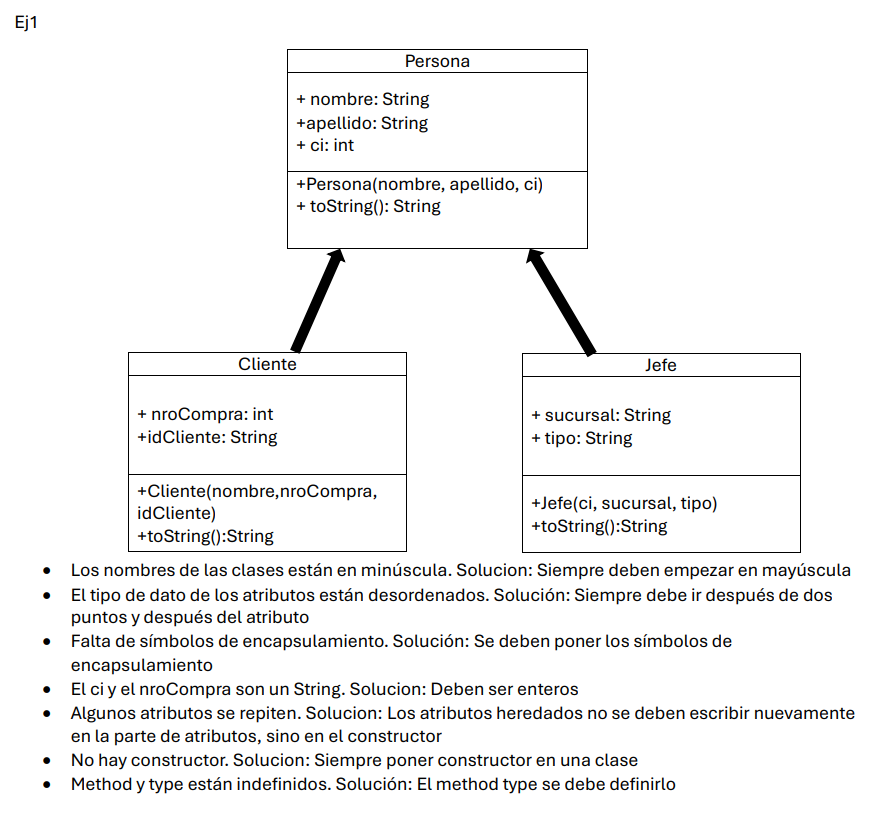 Ej1
Persona
+ nombre: String
+apellido: String
+ ci: int
+Persona(nombre, apellido, ci)
+ toString(): String
Cliente
+ nroCompra: int
+idCliente: String
+Cliente(nombre,nroCompra,
idCliente)
+toString():String
Jefe
+ sucursal: String
+ tipo: String
+Jefe(ci, sucursal, tipo)
+toString():String
• Los nombres de las clases están en minúscula. Solucion: Siempre deben empezar en mayúscula
• El tipo de dato de los atributos están desordenados. Solución: Siempre debe ir después de dos
puntos y después del atributo
• Falta de símbolos de encapsulamiento. Solución: Se deben poner los símbolos de
encapsulamiento
• El ci y el nroCompra son un String. Solucion: Deben ser enteros
• Algunos atributos se repiten. Solucion: Los atributos heredados no se deben escribir nuevamente
en la parte de atributos, sino en el constructor
• No hay constructor. Solucion: Siempre poner constructor en una clase
• Method y type están indefinidos. Solución: El method type se debe definirlo